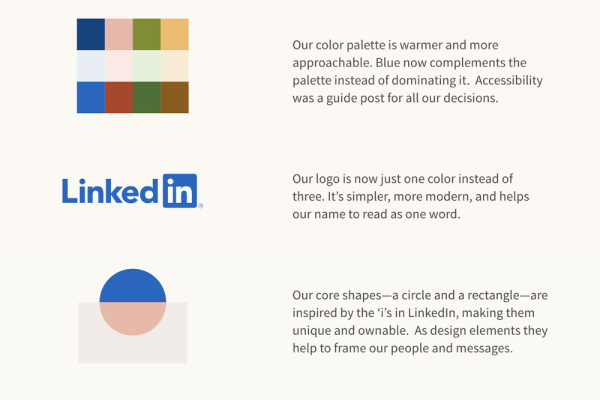 Our color palette is warmer and more
approachable. Blue now complements the
palette instead of dominating it.  Accessibility
was a guide post for all our decisions.
Linkedin®
Our logo is now just one color instead of
three. It’s simpler, more modern, and helps
our name to read as one word.
Our core shapes—a circle and a rectangle—are
inspired by the ‘i’s in LinkedIn, making them
unique and ownable.  As design elements they
help to frame our people and messages.